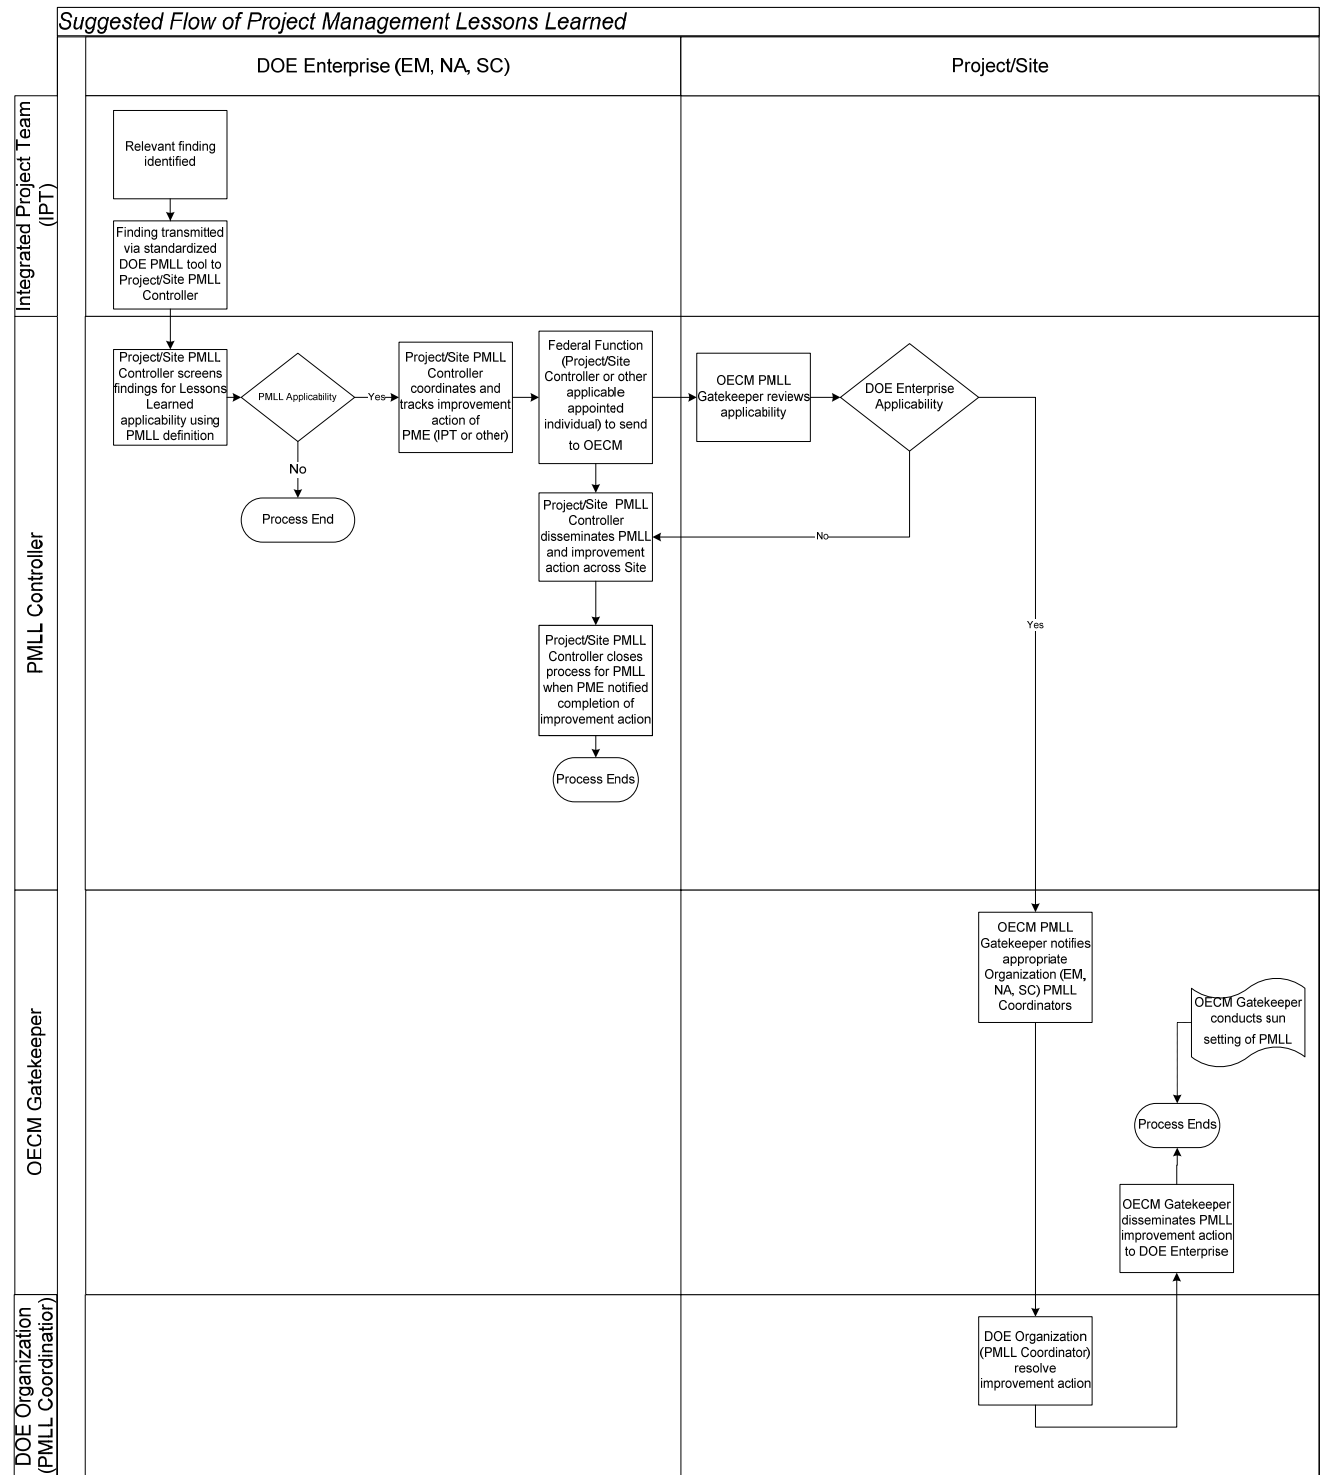 Suggested Flow of Project Management Lessons Learned
DOE Enterprise (EM, NA, SC)
Project/Site
Integrated Project Team
(IPT)
Relevant finding
identified
Finding transmitted
via standardized
DOE PMLL tool to
Project/Site PMLL
Controller
PMLL Controller
Project/Site PMLL
Controller screens
findings for Lessons
Learned
applicability using
PMLL definition
PMLL Applicability
Yes
No
Process End
Project/Site PMLL
Controller
coordinates and
tracks improvement
action of
PME (IPT or other)
Federal Function
(Project/Site
Controller or other
applicable
appointed
individual) to send
to OECM
OECM PMLL
Gatekeeper reviews
applicability
DOE Enterprise
Applicability
No
Yes
Project/Site PMLL
Controller
disseminates PMLL
and improvement
action across Site
Project/Site PMLL
Controller closes
process for PMLL
when PME notified
completion of
improvement action
Process Ends
OECM Gatekeeper
OECM PMLL
Gatekeeper notifies
appropriate
Organization (EM,
NA, SC) PMLL
Coordinators
OECM Gatekeeper
conducts sun
setting of PMLL
Process Ends
OECM Gatekeeper
disseminates PMLL
improvement action
to DOE Enterprise
DOE Organization
(PMLL Coordinatior)
DOE Organization
(PMLL Coordinator)
resolve
improvement action